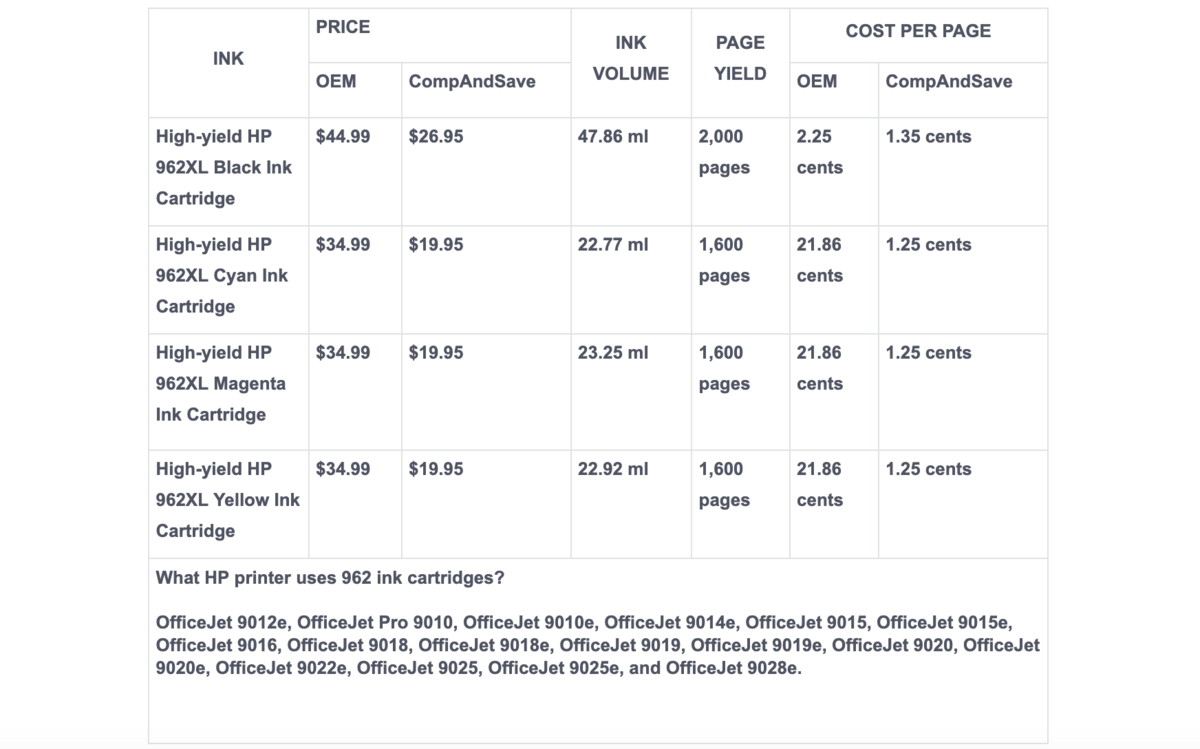 INK
PRICE
INK VOLUME
PAGE YIELD
COST PER PAGE
OEM
CompAndSave
OEM
CompAndSave
High-yield HP
962XL Black Ink
Cartridge
$44.99
$26.95
47.86 ml
2,000
pages
2.25
cents
1.35 cents
High-yield HP
962XL Cyan Ink
Cartridge
$34.99
$19.95
22.77 ml
1,600
pages
21.86
cents
1.25 cents
High-yield HP
962XL Magenta
Ink Cartridge
$34.99
$19.95
23.25 ml
1,600
pages
21.86
cents
1.25 cents
High-yield HP
962XL Yellow Ink
Cartridge
$34.99
$19.95
22.92 ml
1,600
pages
21.86
cents
1.25 cents
What HP printer uses 962 ink cartridges?
OfficeJet 9012e, OfficeJet Pro 9010, OfficeJet 9010e, OfficeJet 9014e, OfficeJet 9015, OfficeJet 9015e,
OfficeJet 9016, OfficeJet 9018, OfficeJet 9018e, OfficeJet 9019, OfficeJet 9019e, OfficeJet 9020, OfficeJet
9020e, OfficeJet 9022e, OfficeJet 9025, OfficeJet 9025e, and OfficeJet 9028e.